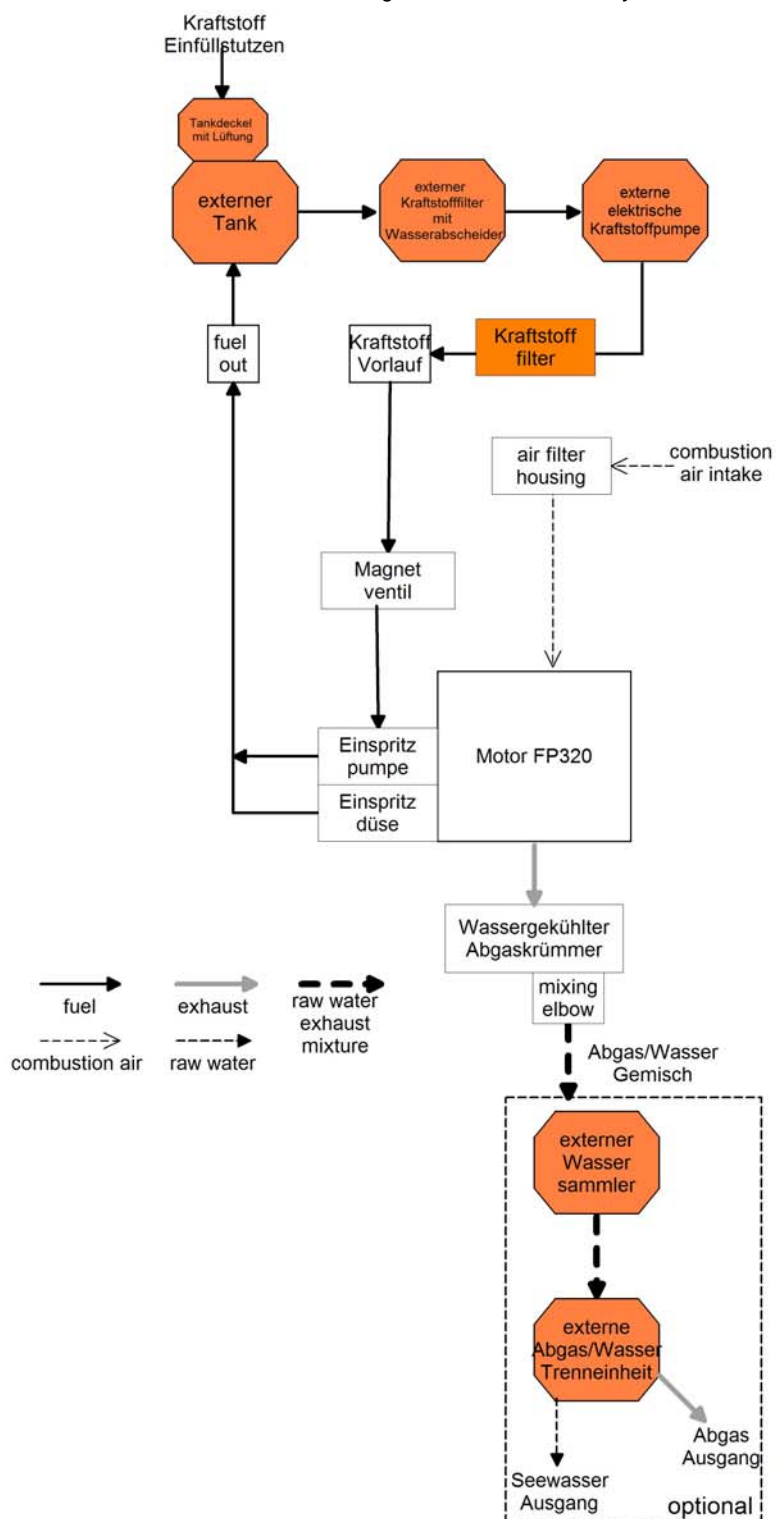 Kraftstoff
Einfüllstutzen
Tankdeckel
mit Lüftung
externer
Tank
externer
Kraftstofffilter
mit
Wasserabscheider
externe
elektrische
Kraftstoffpumpe
fuel
out
Kraftstoff
Vorlauf
Kraftstoff
filter
air filter
housing
combustion
air intake
Magnet
ventil
Einspritz
pumpe
Einspritz
düse
Motor FP320
Wassergekühlter
Abgaskrümmer
mixing
elbow
fuel
exhaust
raw water
exhaust
mixture
combustion air
raw water
Abgas/Wasser
Gemisch
externer
Wasser
sammler
externe
Abgas/Wasser
Trenneinheit
Abgas
Ausgang
Seewasser
Ausgang
optional